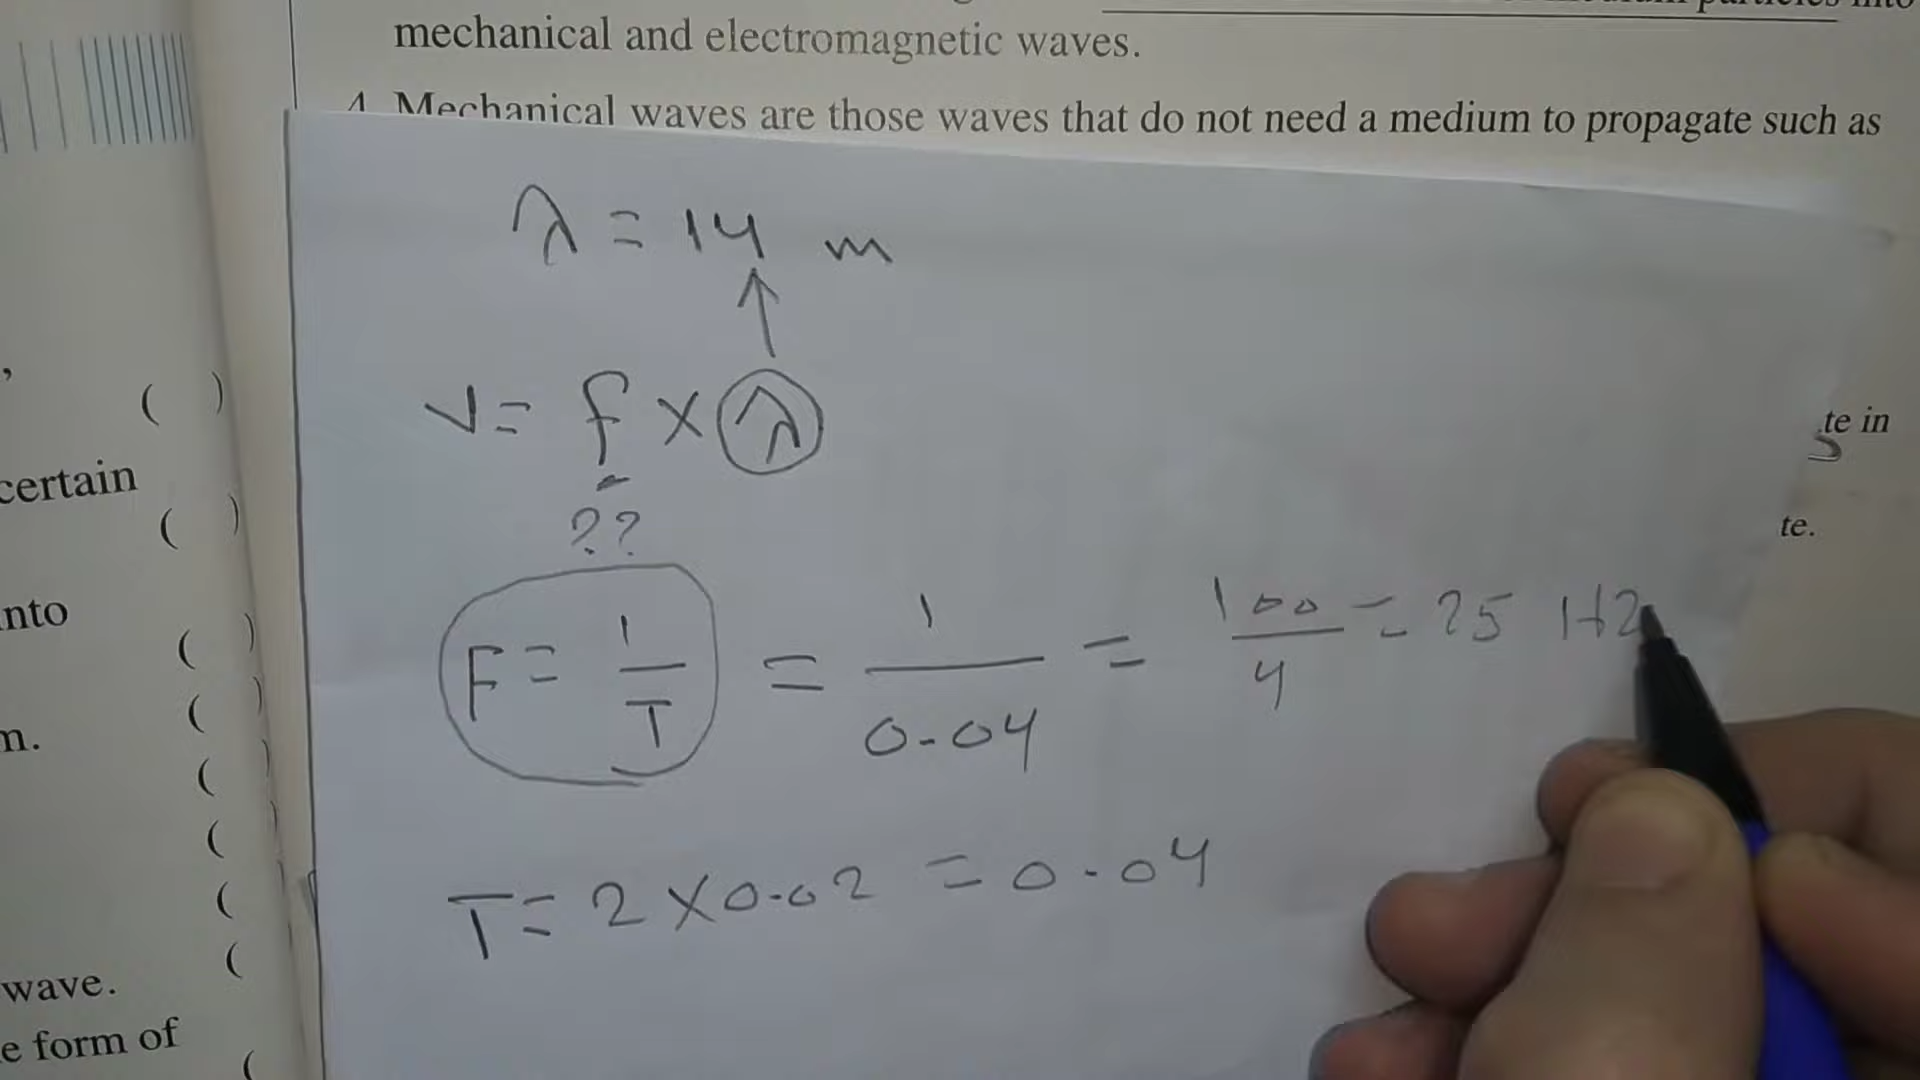 mechanical and electromagnetic waves.
4. Mechanical waves are those waves that do not need a medium to propagate such as
λ = 14 m
V = f × λ
??
F = 1/T = 1/0.04 = 100/4 = 25 Hz
T = 2 × 0.02 = 0.04
,
( )
certain
( )
into
( )
( )
m.
( )
(
(
(
wave.
e form of
(
te in
te.